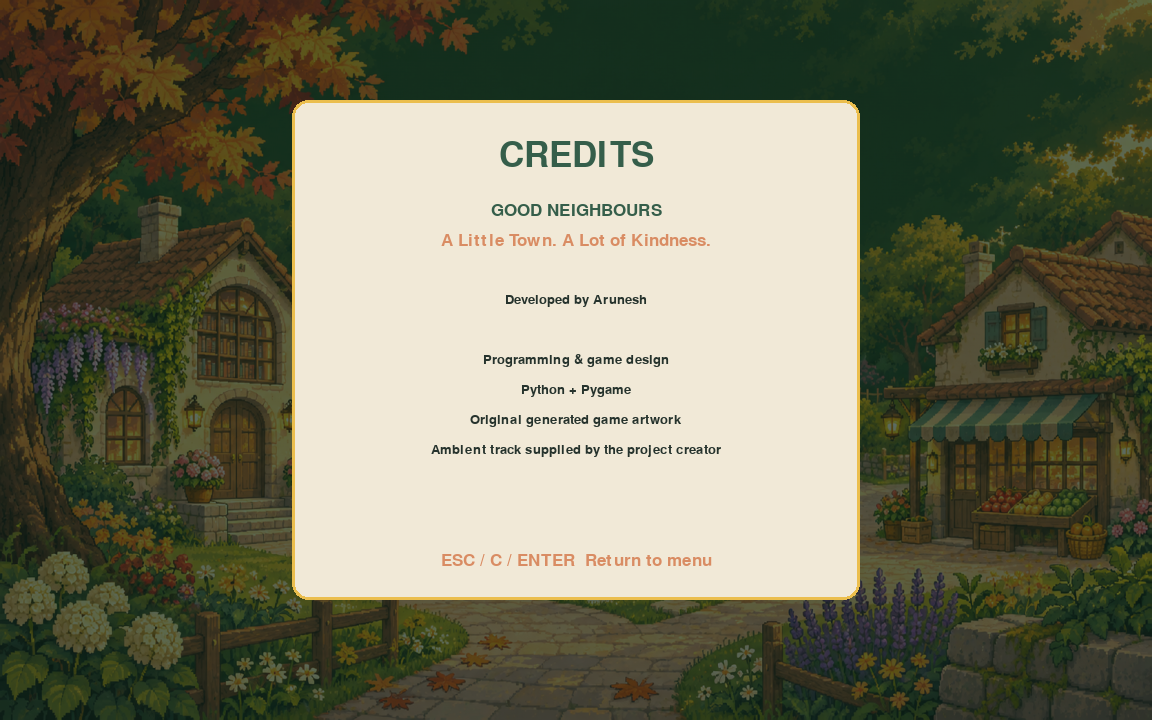 CREDITS
GOOD NEIGHBOURS
A Little Town. A Lot of Kindness.
Developed by Arunesh
Programming & game design
Python + Pygame
Original generated game artwork
Ambient track supplied by the project creator
ESC / C / ENTER  Return to menu